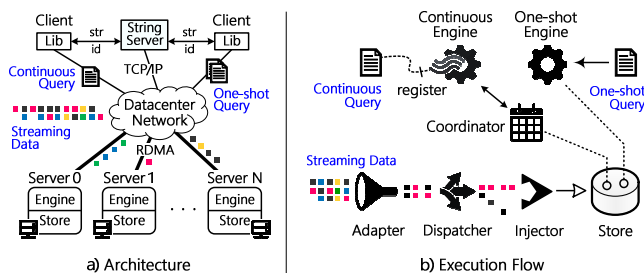 Client
String
Server
Client
Lib
str
id
str
id
Lib
TCP/IP
Continuous
Query
One-shot
Query
Datacenter
Network
Streaming
Data
RDMA
Server 0
Server 1
Server N
Engine
Store
Engine
Store
. . .
Engine
Store
a) Architecture
Continuous
Engine
One-shot
Engine
Continuous
Query
register
One-shot
Query
Coordinator
Streaming Data
Adapter
Dispatcher
Injector
Store
b) Execution Flow